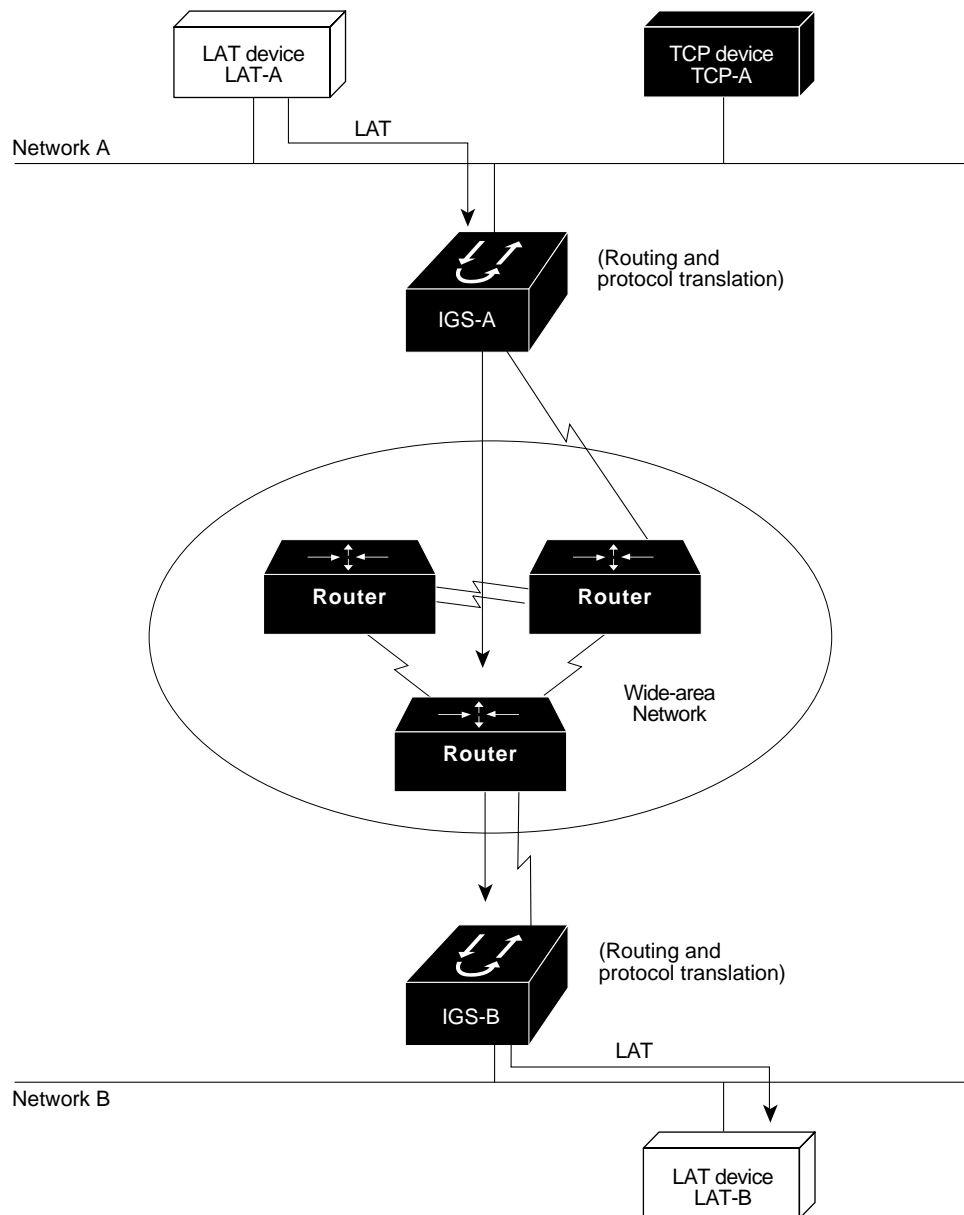 LAT device
LAT-A
TCP device
TCP-A
LAT
Network A
(Routing and
protocol translation)
IGS-A
Router
Router
Wide-area
Network
Router
(Routing and
protocol translation)
IGS-B
LAT
Network B
LAT device
LAT-B